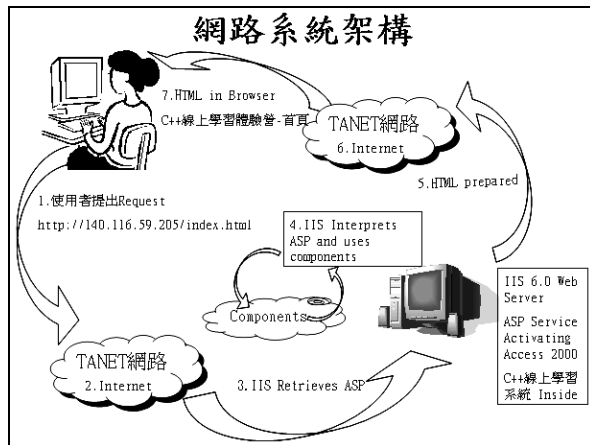 網路系統架構
7.HTML in Browser
C++線上學習體驗營-首頁
TANET網路
6.Internet
5.HTML prepared
1.使用者提出Request
http://140.116.59.205/index.html
4.IIS Interprets
ASP and uses
components
Components
IIS 6.0 Web
Server
ASP Service
Activating
Access 2000
C++線上學習
系統 Inside
TANET網路
2.Internet
3.IIS Retrieves ASP